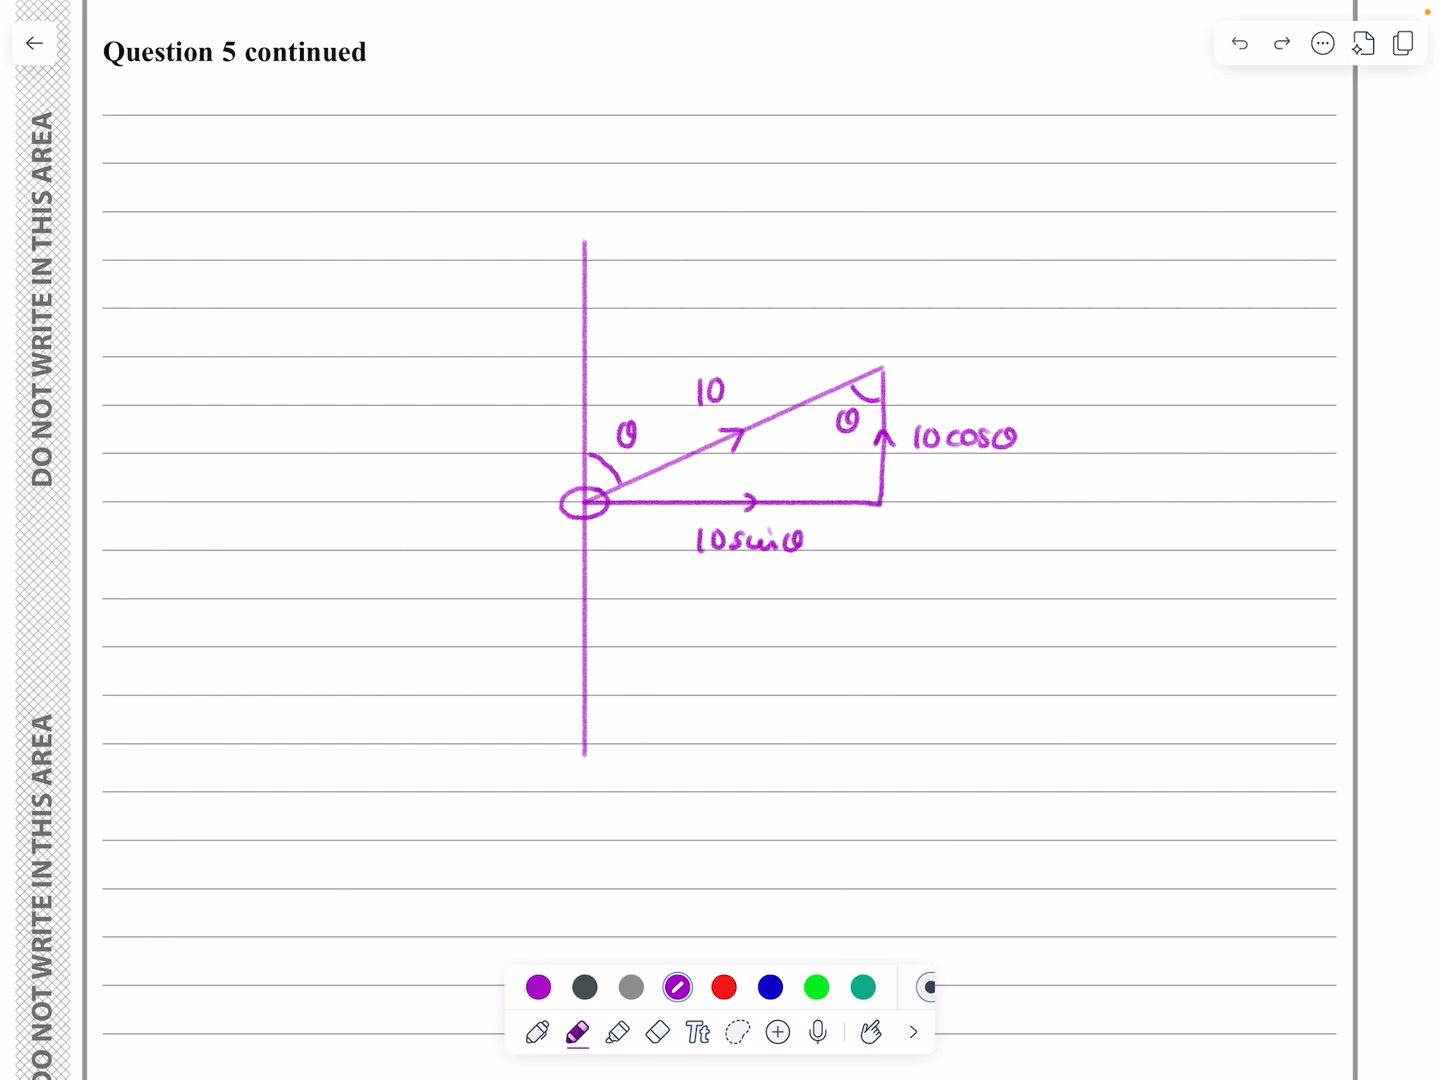 Question 5 continued
DO NOT WRITE IN THIS AREA
DO NOT WRITE IN THIS AREA
10
θ
θ
10cosθ
10sinθ
Tt